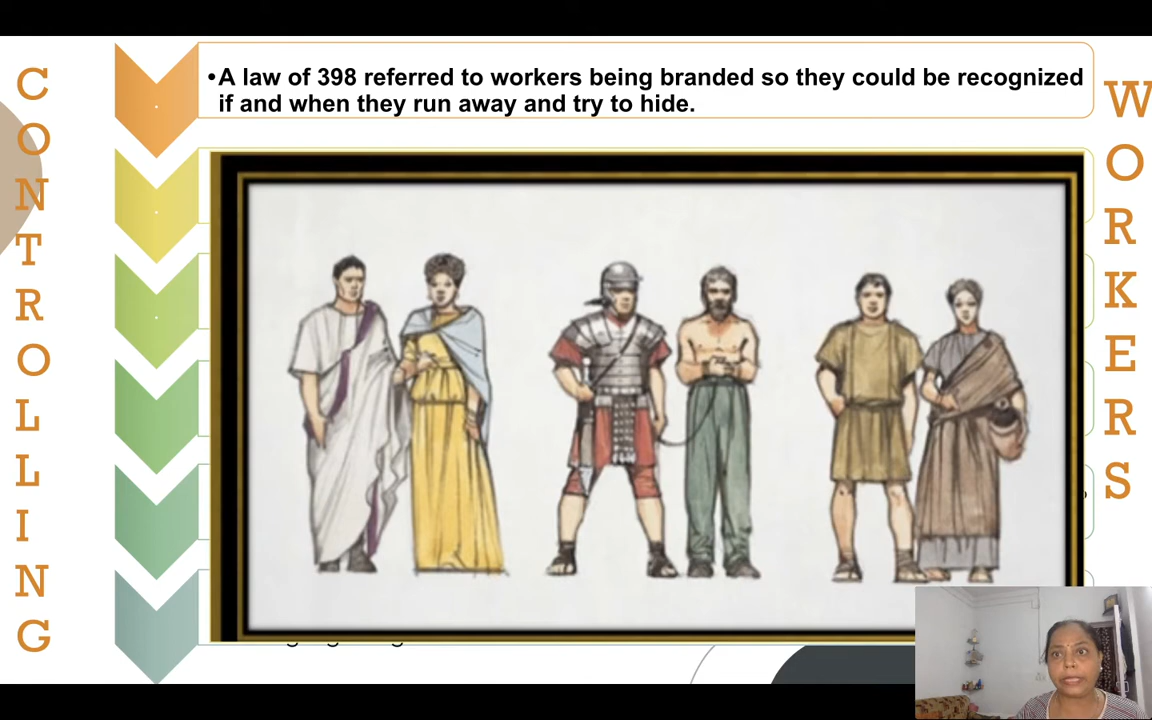 CONTROLLING
•A law of 398 referred to workers being branded so they could be recognized
if and when they run away and try to hide.
WORKERS